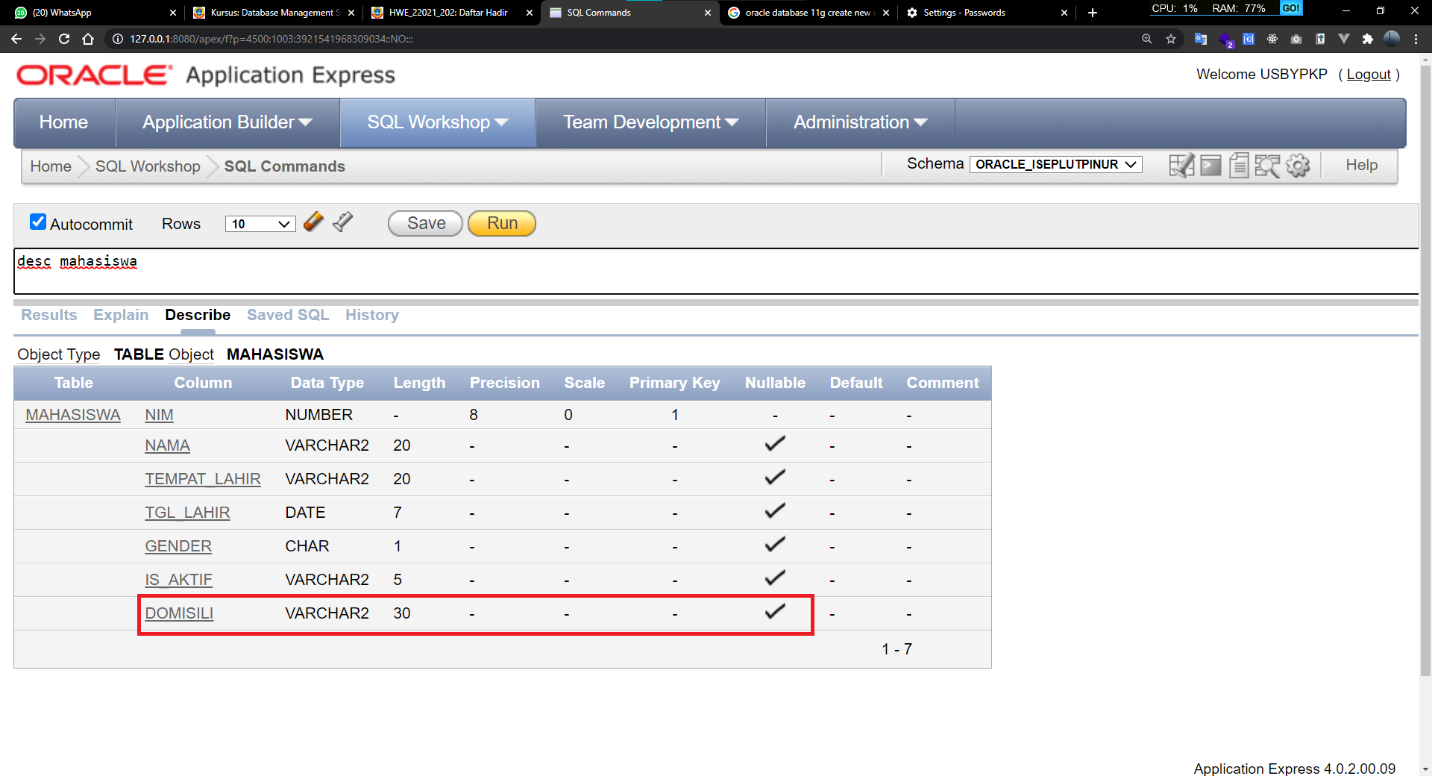 (20) WhatsApp Kursus: Database Management S HWE_22021_202: Daftar Hadir SQL Commands oracle database 11g create new Settings - Passwords CPU: 1% RAM: 77% GO!
127.0.0.1:8080/apex/f?p=4500:1003:3921541968309034::NO::: 2
ORACLE Application Express Welcome USBYPKP ( Logout )
Home Application Builder SQL Workshop Team Development Administration
Home SQL Workshop SQL Commands Schema ORACLE_ISEPLUTPINUR Help
Autocommit Rows 10 Save Run
desc mahasiswa
Results Explain Describe Saved SQL History
Object Type TABLE Object MAHASISWA
Table Column Data Type Length Precision Scale Primary Key Nullable Default Comment
MAHASISWA NIM NUMBER - 8 0 1 - - -
NAMA VARCHAR2 20 - - - - -
TEMPAT_LAHIR VARCHAR2 20 - - - - -
TGL_LAHIR DATE 7 - - - - -
GENDER CHAR 1 - - - - -
IS_AKTIF VARCHAR2 5 - - - - -
DOMISILI VARCHAR2 30 - - - - -
1 - 7
Application Express 4.0.2.00.09